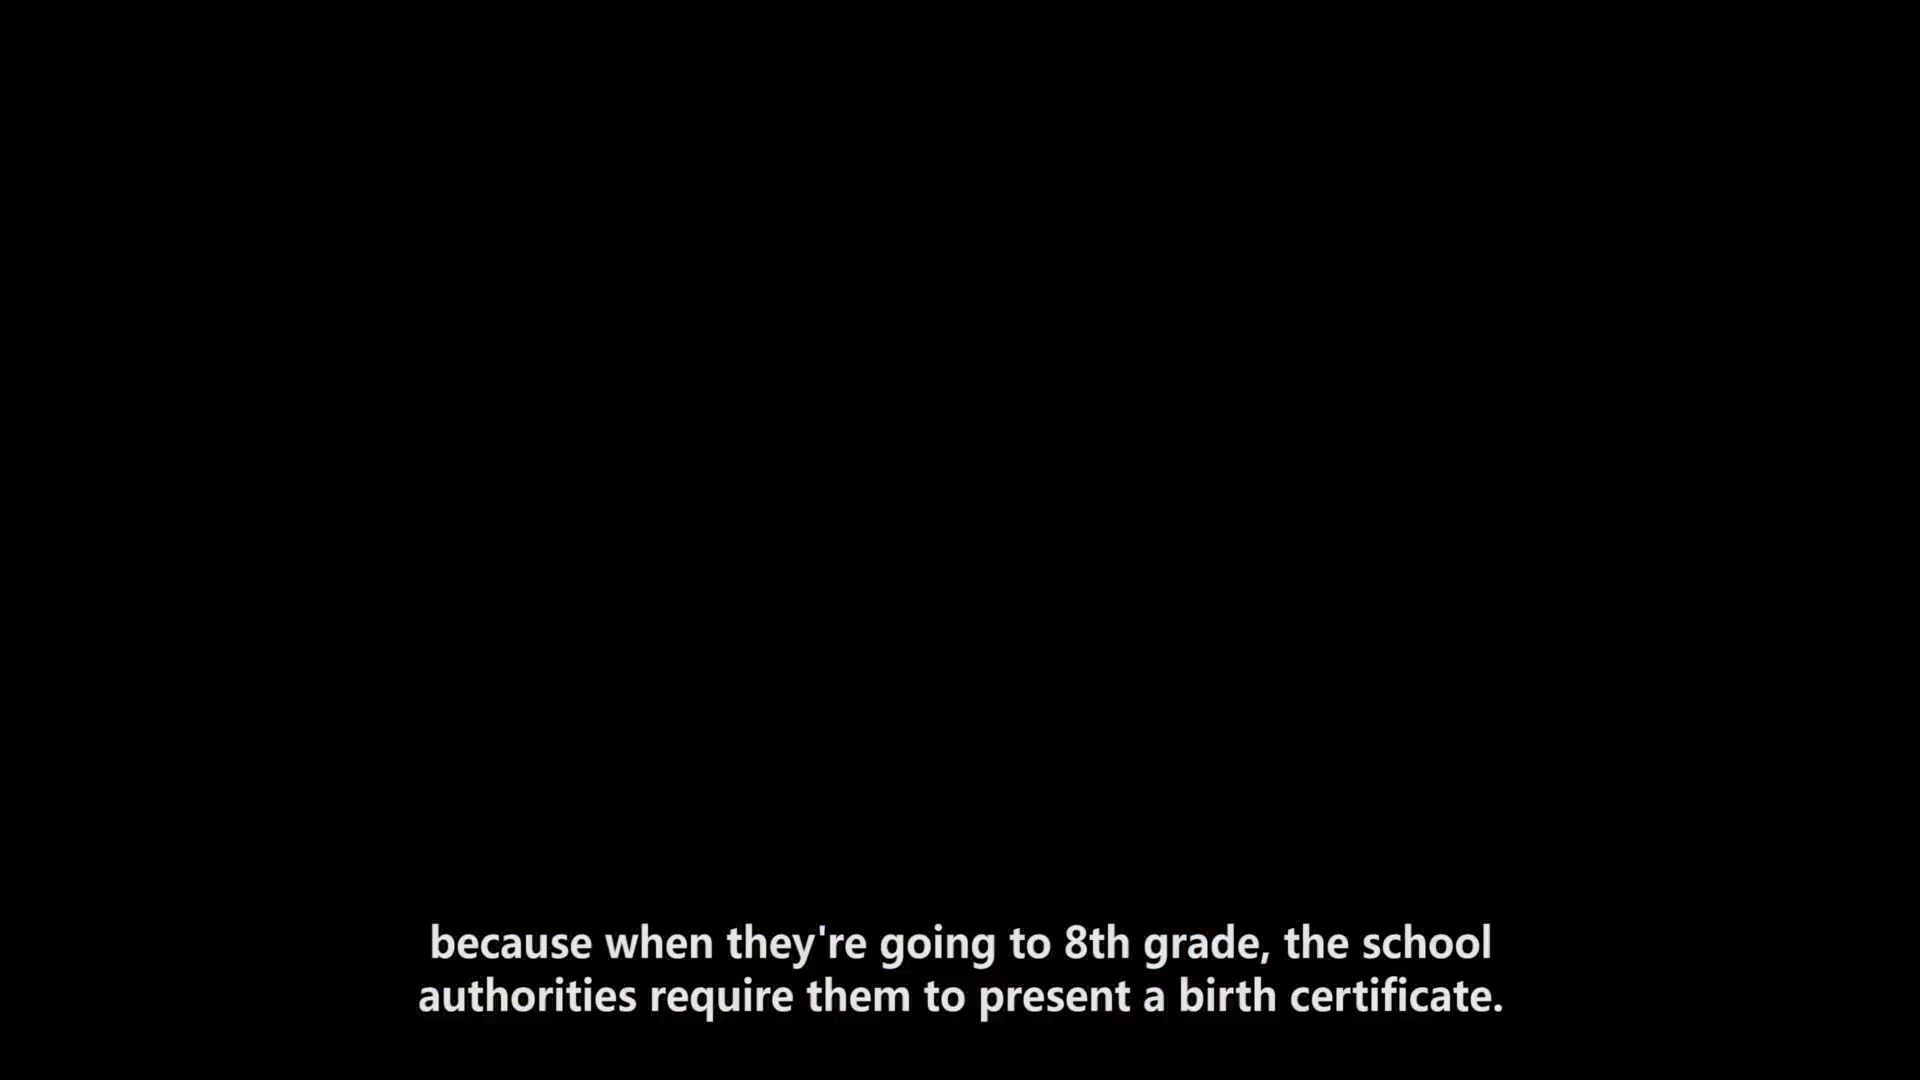 because when they're going to 8th grade, the school
authorities require them to present a birth certificate.